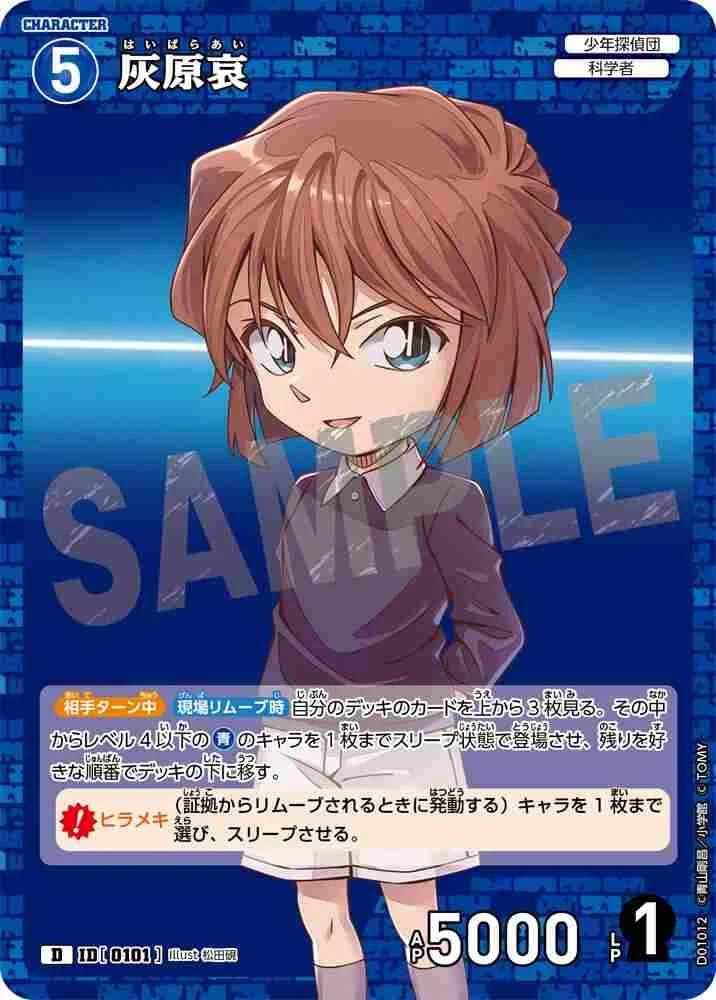 CHARACTER
5
はいばらあい
灰原哀
少年探偵団
科学者
SAMPLE
相手ターン中 現場リムーブ時 自分のデッキのカードを上から3枚見る。その中
からレベル4以下の青のキャラを1枚までスリープ状態で登場させ、残りを好
きな順番でデッキの下に移す。
ヒラメキ (証拠からリムーブされるときに発動する) キャラを1枚まで
選び、スリープさせる。
D ID[0101] Illust 松田硯
AP 5000 LP 1
D01012 ©青山剛昌/小学館 © TOMY